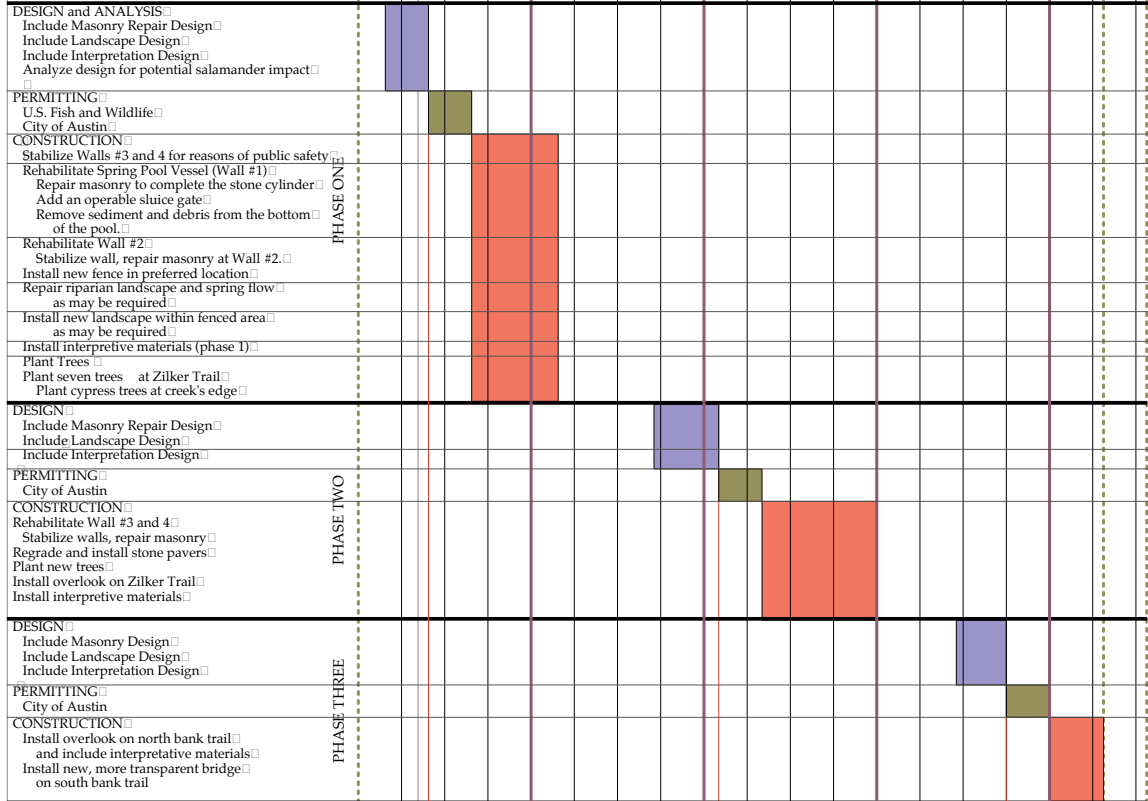 DESIGN and ANALYSIS
Include Masonry Repair Design
Include Landscape Design
Include Interpretation Design
Analyze design for potential salamander impact
PERMITTING
U.S. Fish and Wildlife
City of Austin
CONSTRUCTION
Stabilize Walls #3 and 4 for reasons of public safety
Rehabilitate Spring Pool Vessel (Wall #1)
Repair masonry to complete the stone cylinder
Add an operable sluice gate
Remove sediment and debris from the bottom
of the pool.
Rehabilitate Wall #2
Stabilize wall, repair masonry at Wall #2.
Install new fence in preferred location
Repair riparian landscape and spring flow
as may be required
Install new landscape within fenced area
as may be required
Install interpretive materials (phase 1)
Plant Trees
Plant seven trees at Zilker Trail
Plant cypress trees at creek's edge
PHASE ONE
DESIGN
Include Masonry Repair Design
Include Landscape Design
Include Interpretation Design
PERMITTING
City of Austin
CONSTRUCTION
Rehabilitate Wall #3 and 4
Stabilize walls, repair masonry
Regrade and install stone pavers
Plant new trees
Install overlook on Zilker Trail
Install interpretive materials
PHASE TWO
DESIGN
Include Masonry Design
Include Landscape Design
Include Interpretation Design
PERMITTING
City of Austin
CONSTRUCTION
Install overlook on north bank trail
and include interpretative materials
Install new, more transparent bridge
on south bank trail
PHASE THREE